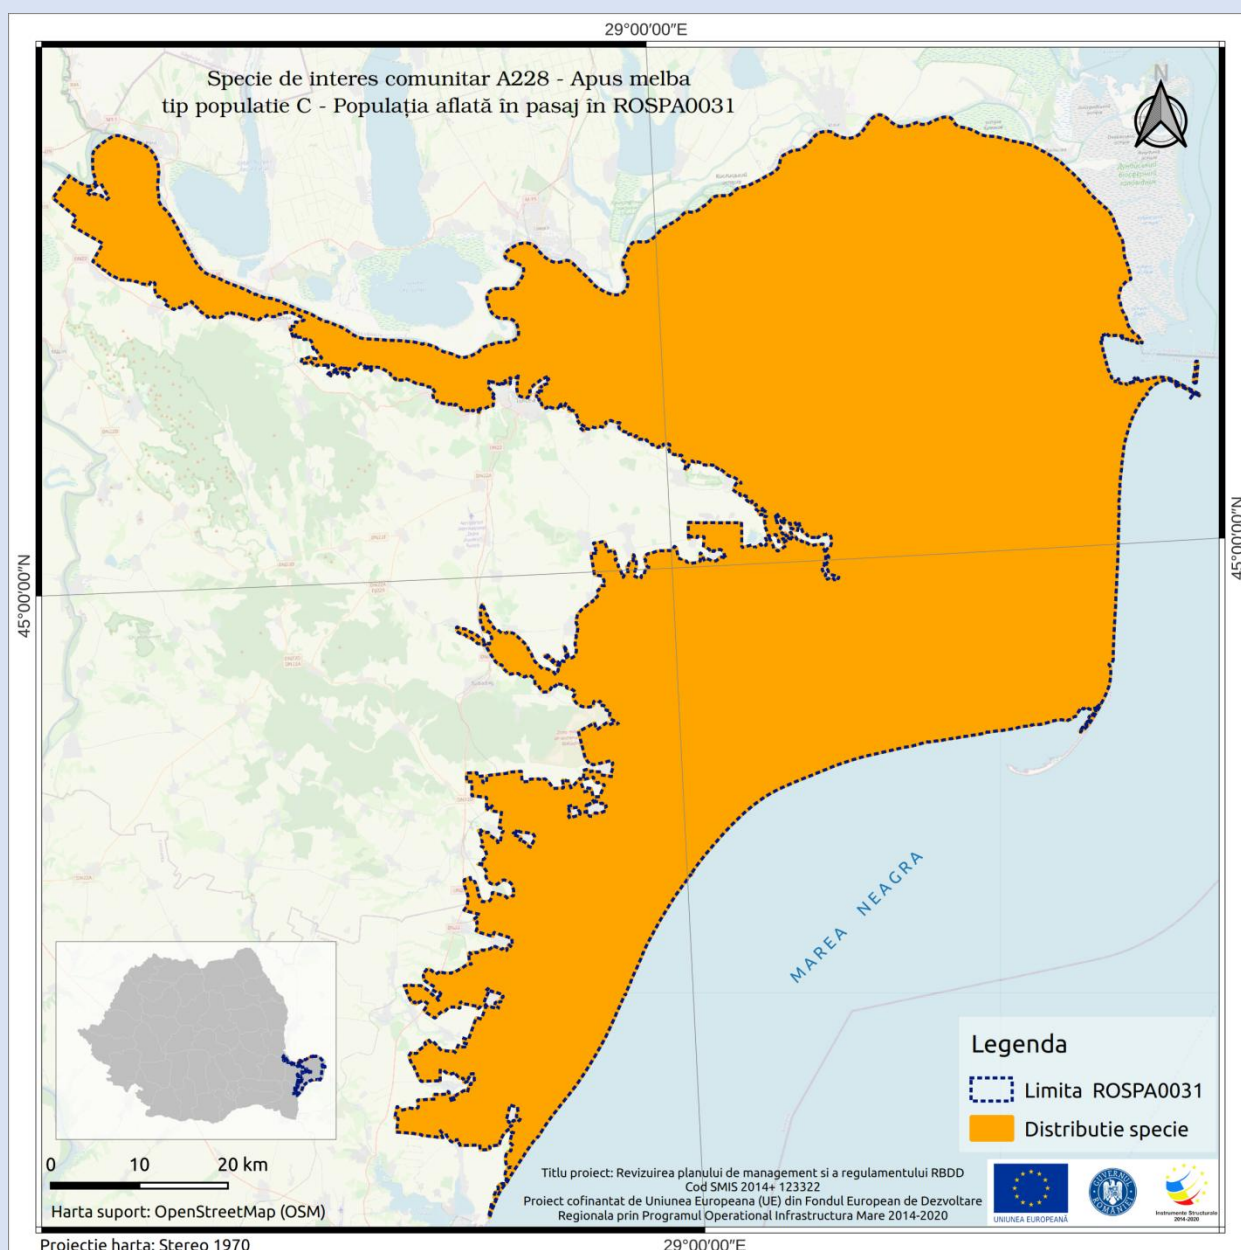 29°00′00″E
Specie de interes comunitar A228 - Apus melba
tip populatie C - Populația aflată în pasaj în ROSPA0031
N
45°00′00″N
45°00′00″N
MAREA NEAGRA
Legenda
Limita ROSPA0031
Distributie specie
0 10 20 km
Harta suport: OpenStreetMap (OSM)
Titlu proiect: Revizuirea planului de management si a regulamentului RBDD
Cod SMIS 2014+ 123322
Proiect cofinantat de Uniunea Europeana (UE) din Fondul European de Dezvoltare
Regionala prin Programul Operational Infrastructura Mare 2014-2020
UNIUNEA EUROPEANĂ
GUVERNUL ROMÂNIEI
Instrumente Structurale
2014-2020
Proiectie harta: Stereo 1970
29°00′00″E